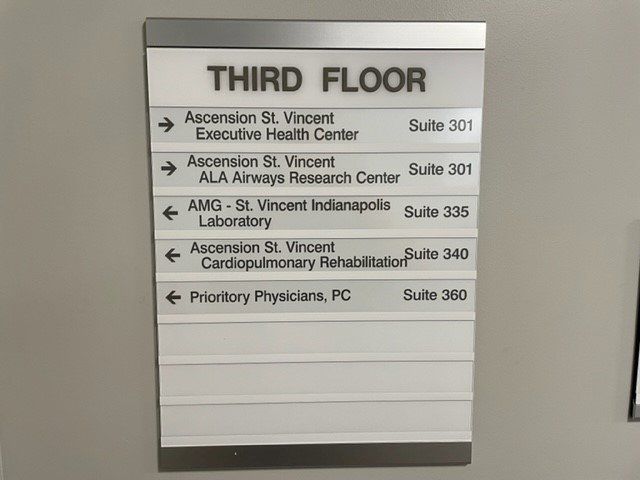 THIRD FLOOR
→ Ascension St. Vincent
Executive Health Center Suite 301
→ Ascension St. Vincent
ALA Airways Research Center Suite 301
← AMG - St. Vincent Indianapolis
Laboratory Suite 335
← Ascension St. Vincent
Cardiopulmonary Rehabilitation Suite 340
← Prioritory Physicians, PC Suite 360